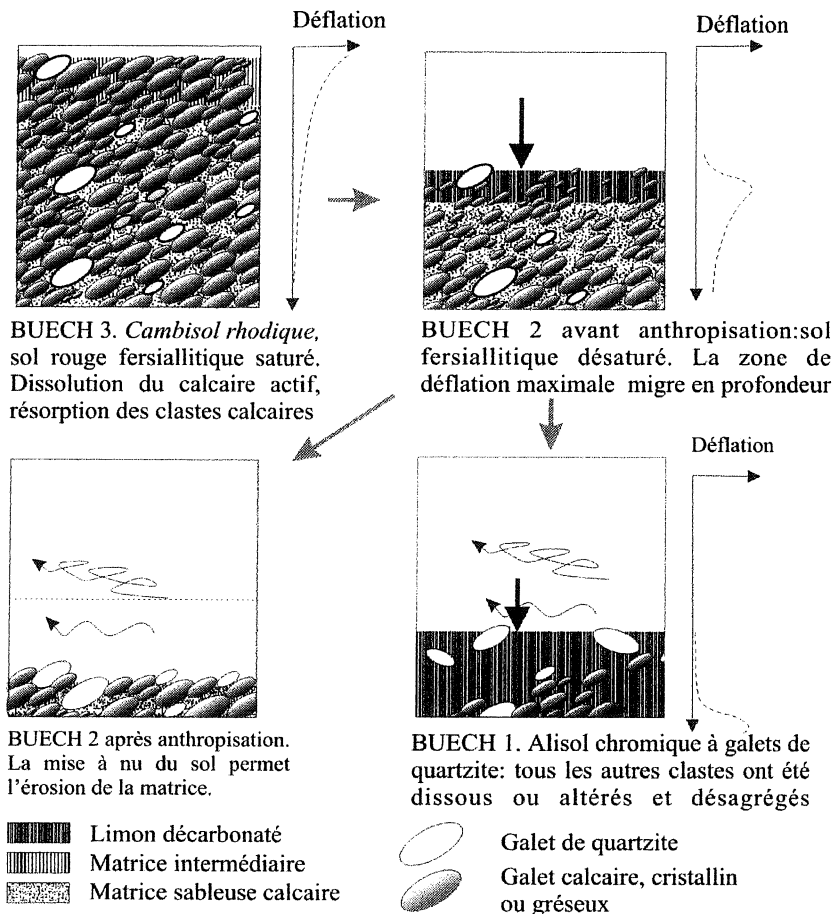 Déflation
Déflation
BUECH 3. Cambisol rhodique,
sol rouge fersiallitique saturé.
Dissolution du calcaire actif,
résorption des clastes calcaires
BUECH 2 avant anthropisation:sol
fersiallitique désaturé. La zone de
déflation maximale migre en profondeur
Déflation
BUECH 2 après anthropisation.
La mise à nu du sol permet
l'érosion de la matrice.
BUECH 1. Alisol chromique à galets de
quartzite: tous les autres clastes ont été
dissous ou altérés et désagrégés
Limon décarbonaté
Matrice intermédiaire
Matrice sableuse calcaire
Galet de quartzite
Galet calcaire, cristallin
ou gréseux